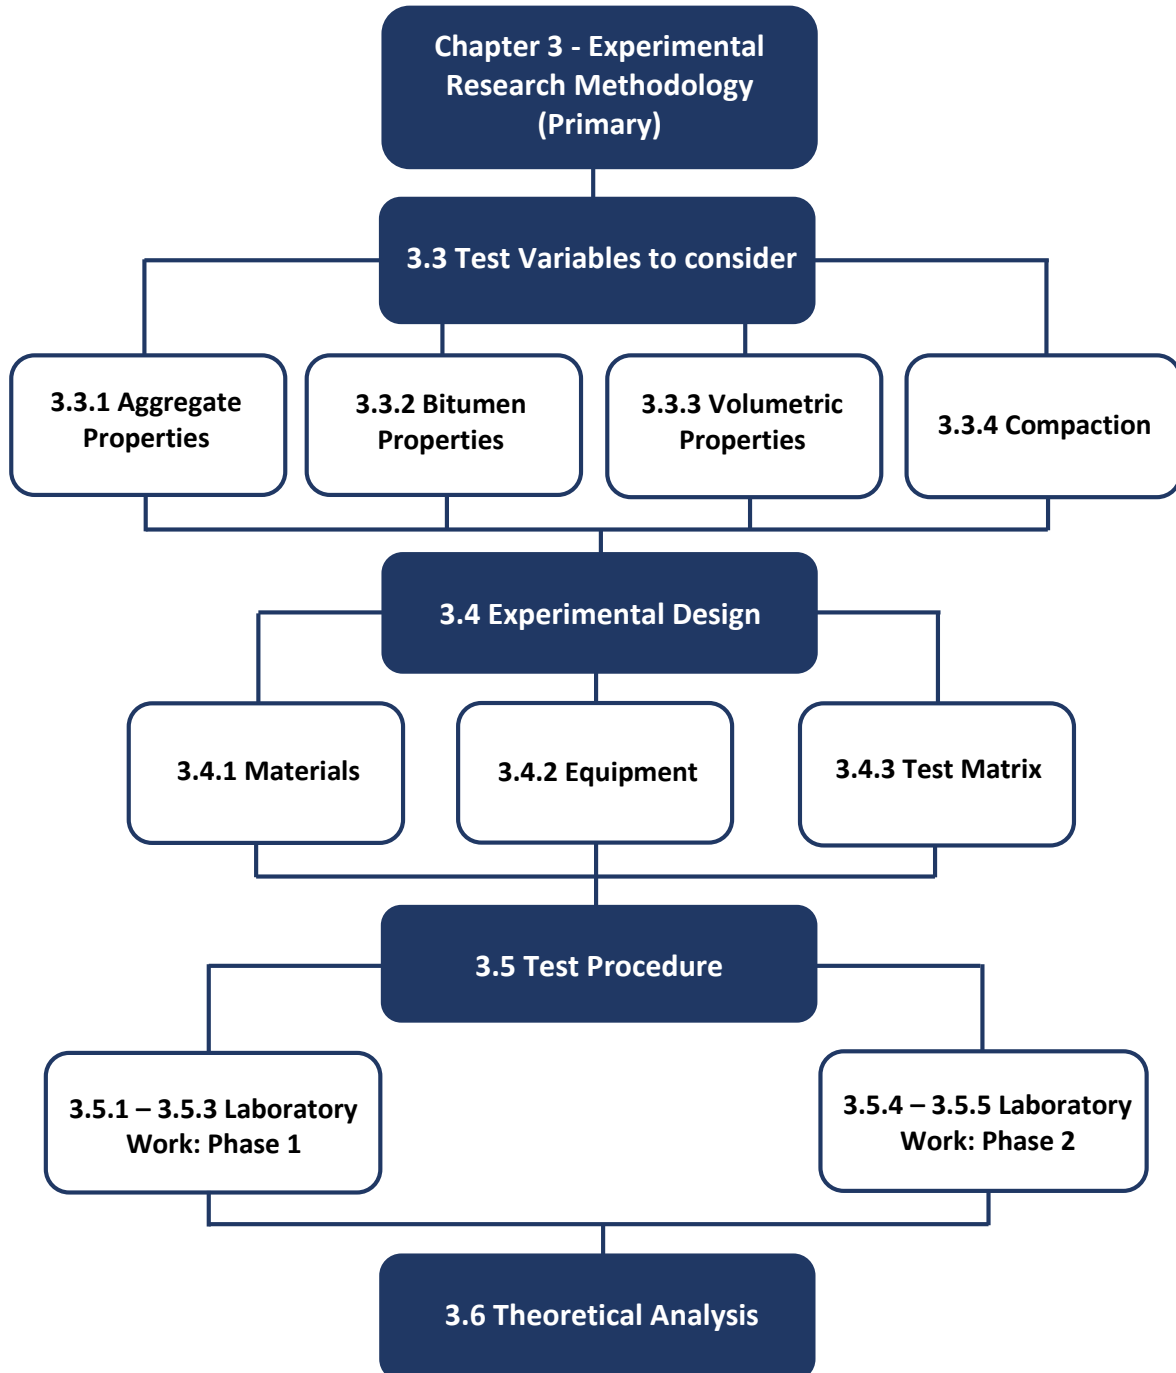 Chapter 3 - Experimental
Research Methodology
(Primary)
3.3 Test Variables to consider
3.3.1 Aggregate
Properties
3.3.2 Bitumen
Properties
3.3.3 Volumetric
Properties
3.3.4 Compaction
3.4 Experimental Design
3.4.1 Materials
3.4.2 Equipment
3.4.3 Test Matrix
3.5 Test Procedure
3.5.1 – 3.5.3 Laboratory
Work: Phase 1
3.5.4 – 3.5.5 Laboratory
Work: Phase 2
3.6 Theoretical Analysis